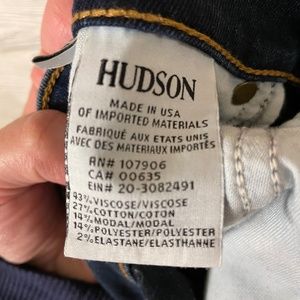 HUDSON
MADE IN USA
OF IMPORTED MATERIALS
FABRIQUÉ AUX ETATS UNIS
AVEC DES MATERIAUX IMPORTÉS
RN# 107906
CA# 00635
EIN# 20-3082491
43% VISCOSE/VISCOSE
27% COTTON/COTON
14% MODAL/MODAL
14% POLYESTER/POLYESTER
2% ELASTANE/ELASTHANNE